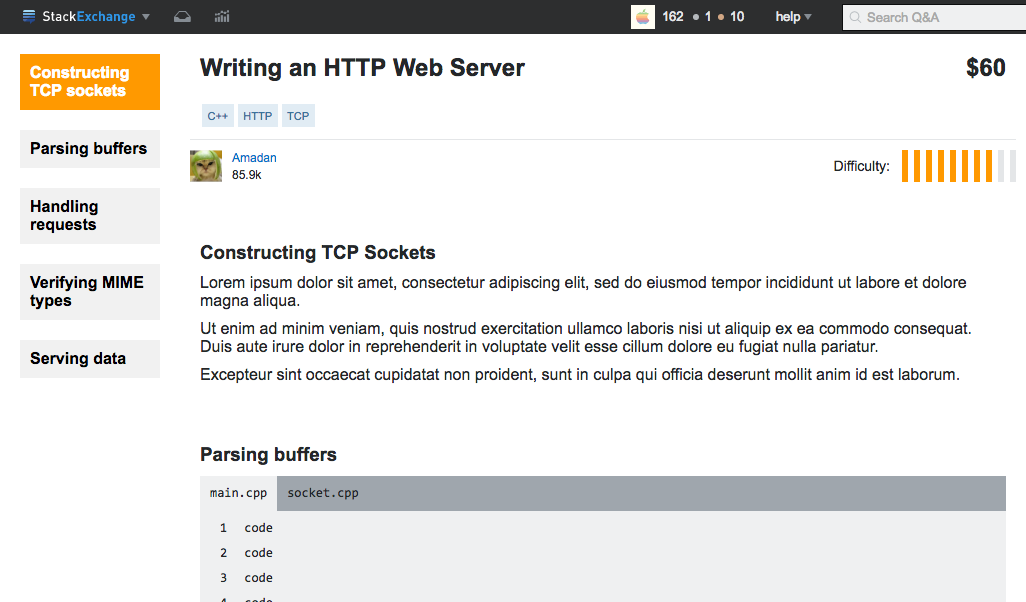 StackExchange
162 1 10
help
Search Q&A
Constructing
TCP sockets
Parsing buffers
Handling
requests
Verifying MIME
types
Serving data
Writing an HTTP Web Server
$60
C++ HTTP TCP
Amadan
85.9k
Difficulty:
Constructing TCP Sockets
Lorem ipsum dolor sit amet, consectetur adipiscing elit, sed do eiusmod tempor incididunt ut labore et dolore
magna aliqua.
Ut enim ad minim veniam, quis nostrud exercitation ullamco laboris nisi ut aliquip ex ea commodo consequat.
Duis aute irure dolor in reprehenderit in voluptate velit esse cillum dolore eu fugiat nulla pariatur.
Excepteur sint occaecat cupidatat non proident, sunt in culpa qui officia deserunt mollit anim id est laborum.
Parsing buffers
main.cpp socket.cpp
1 code
2 code
3 code
4 code